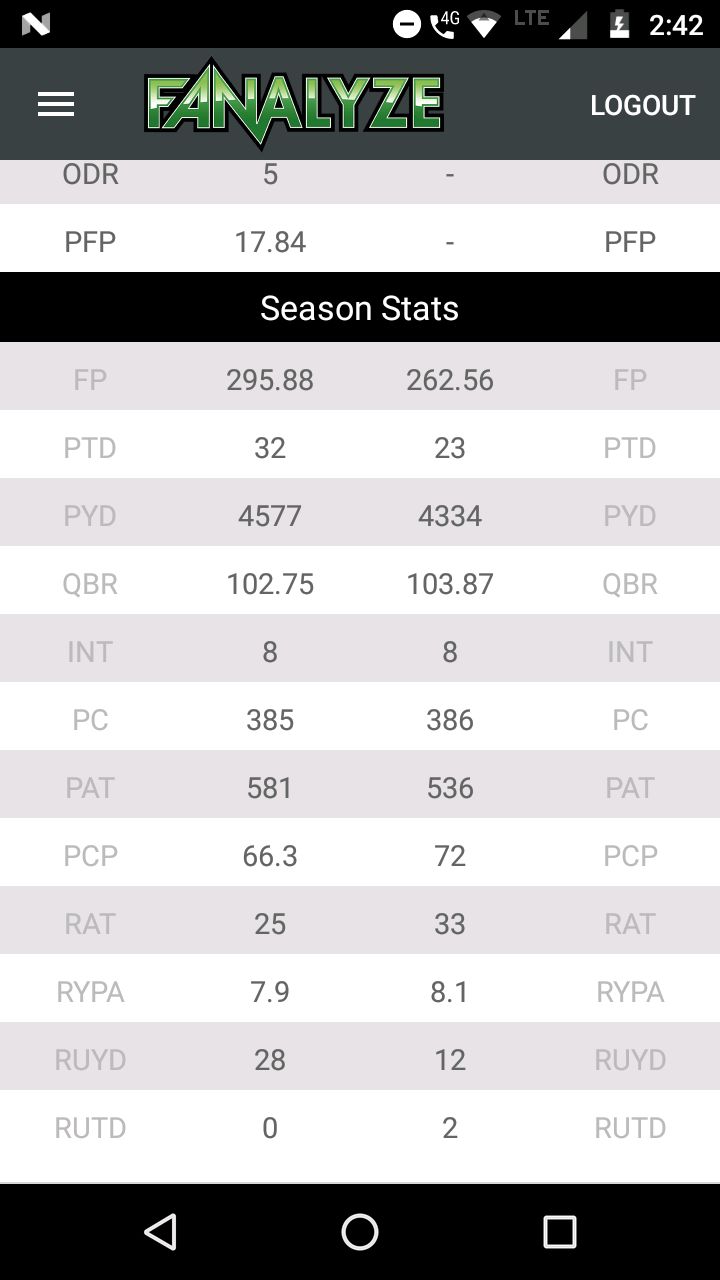 4G LTE 2:42
FANALYZE LOGOUT
ODR 5 - ODR
PFP 17.84 - PFP
Season Stats
FP 295.88 262.56 FP
PTD 32 23 PTD
PYD 4577 4334 PYD
QBR 102.75 103.87 QBR
INT 8 8 INT
PC 385 386 PC
PAT 581 536 PAT
PCP 66.3 72 PCP
RAT 25 33 RAT
RYPA 7.9 8.1 RYPA
RUYD 28 12 RUYD
RUTD 0 2 RUTD